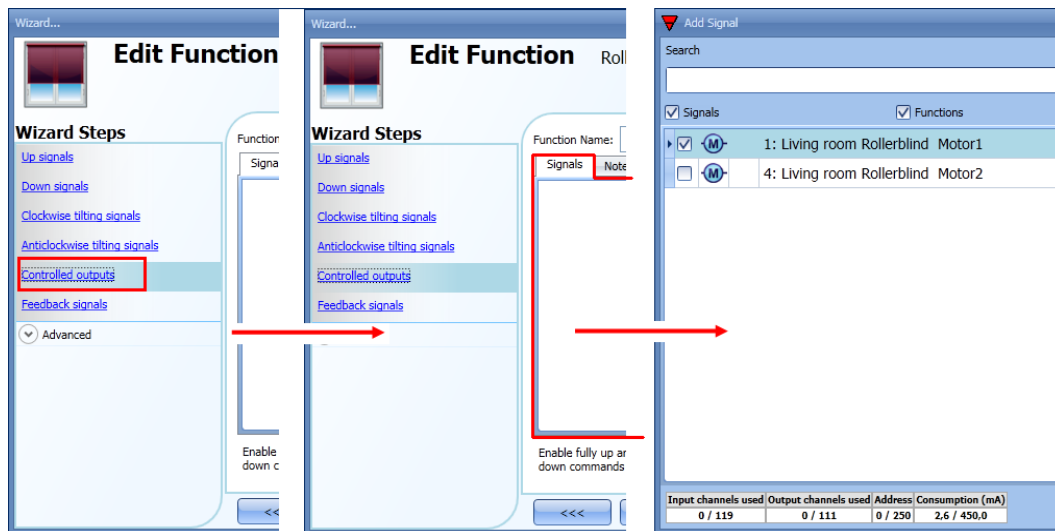 Wizard...
Edit Function
Wizard Steps
Up signals
Down signals
Clockwise tilting signals
Anticlockwise tilting signals
Controlled outputs
Feedback signals
Advanced
Function
Signa
Enable
down c
<<
Wizard...
Edit Function Roll
Wizard Steps
Up signals
Down signals
Clockwise tilting signals
Anticlockwise tilting signals
Controlled outputs
Feedback signals
Function Name:
Signals Note
Enable fully up ar
down commands
<<<
Add Signal
Search
Signals Functions
1: Living room Rollerblind Motor1
4: Living room Rollerblind Motor2
Input channels used Output channels used Address Consumption (mA)
0 / 119 0 / 111 0 / 250 2,6 / 450,0